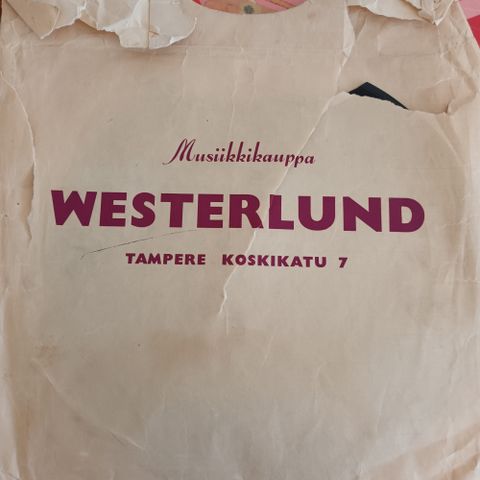 Musiikkikauppa
WESTERLUND
TAMPERE KOSKIKATU 7